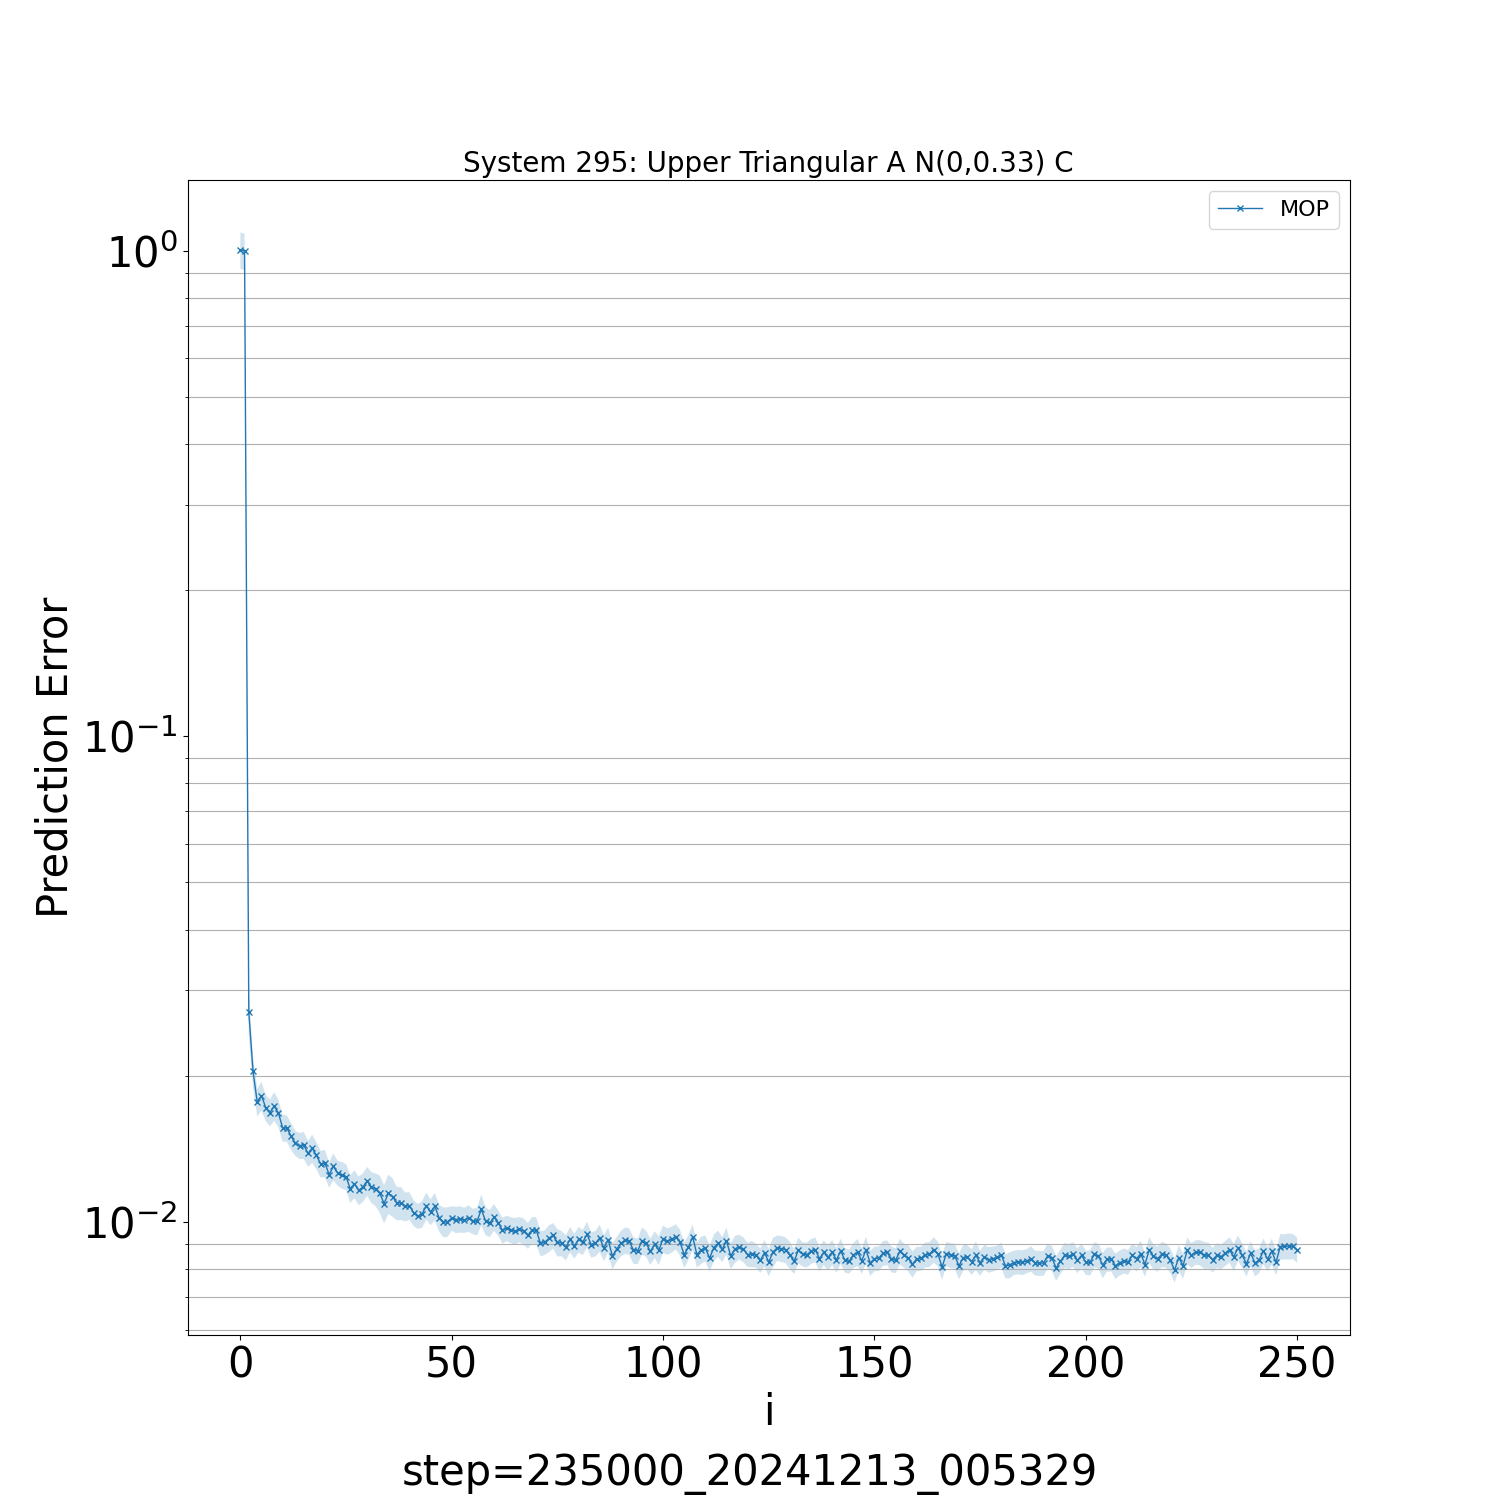 System 295: Upper Triangular A N(0,0.33) C
MOP
10⁰
10⁻¹
10⁻²
Prediction Error
0 50 100 150 200 250
i
step=235000_20241213_005329